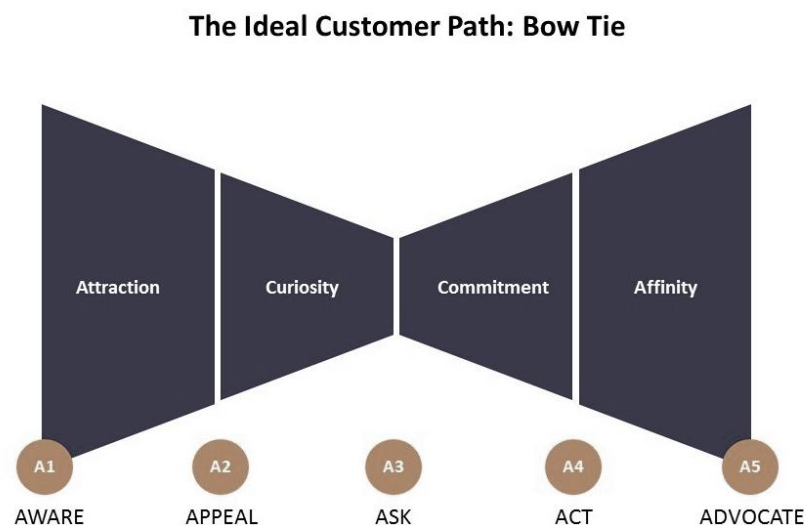 The Ideal Customer Path: Bow Tie
Attraction
Curiosity
Commitment
Affinity
A1
A2
A3
A4
A5
AWARE
APPEAL
ASK
ACT
ADVOCATE